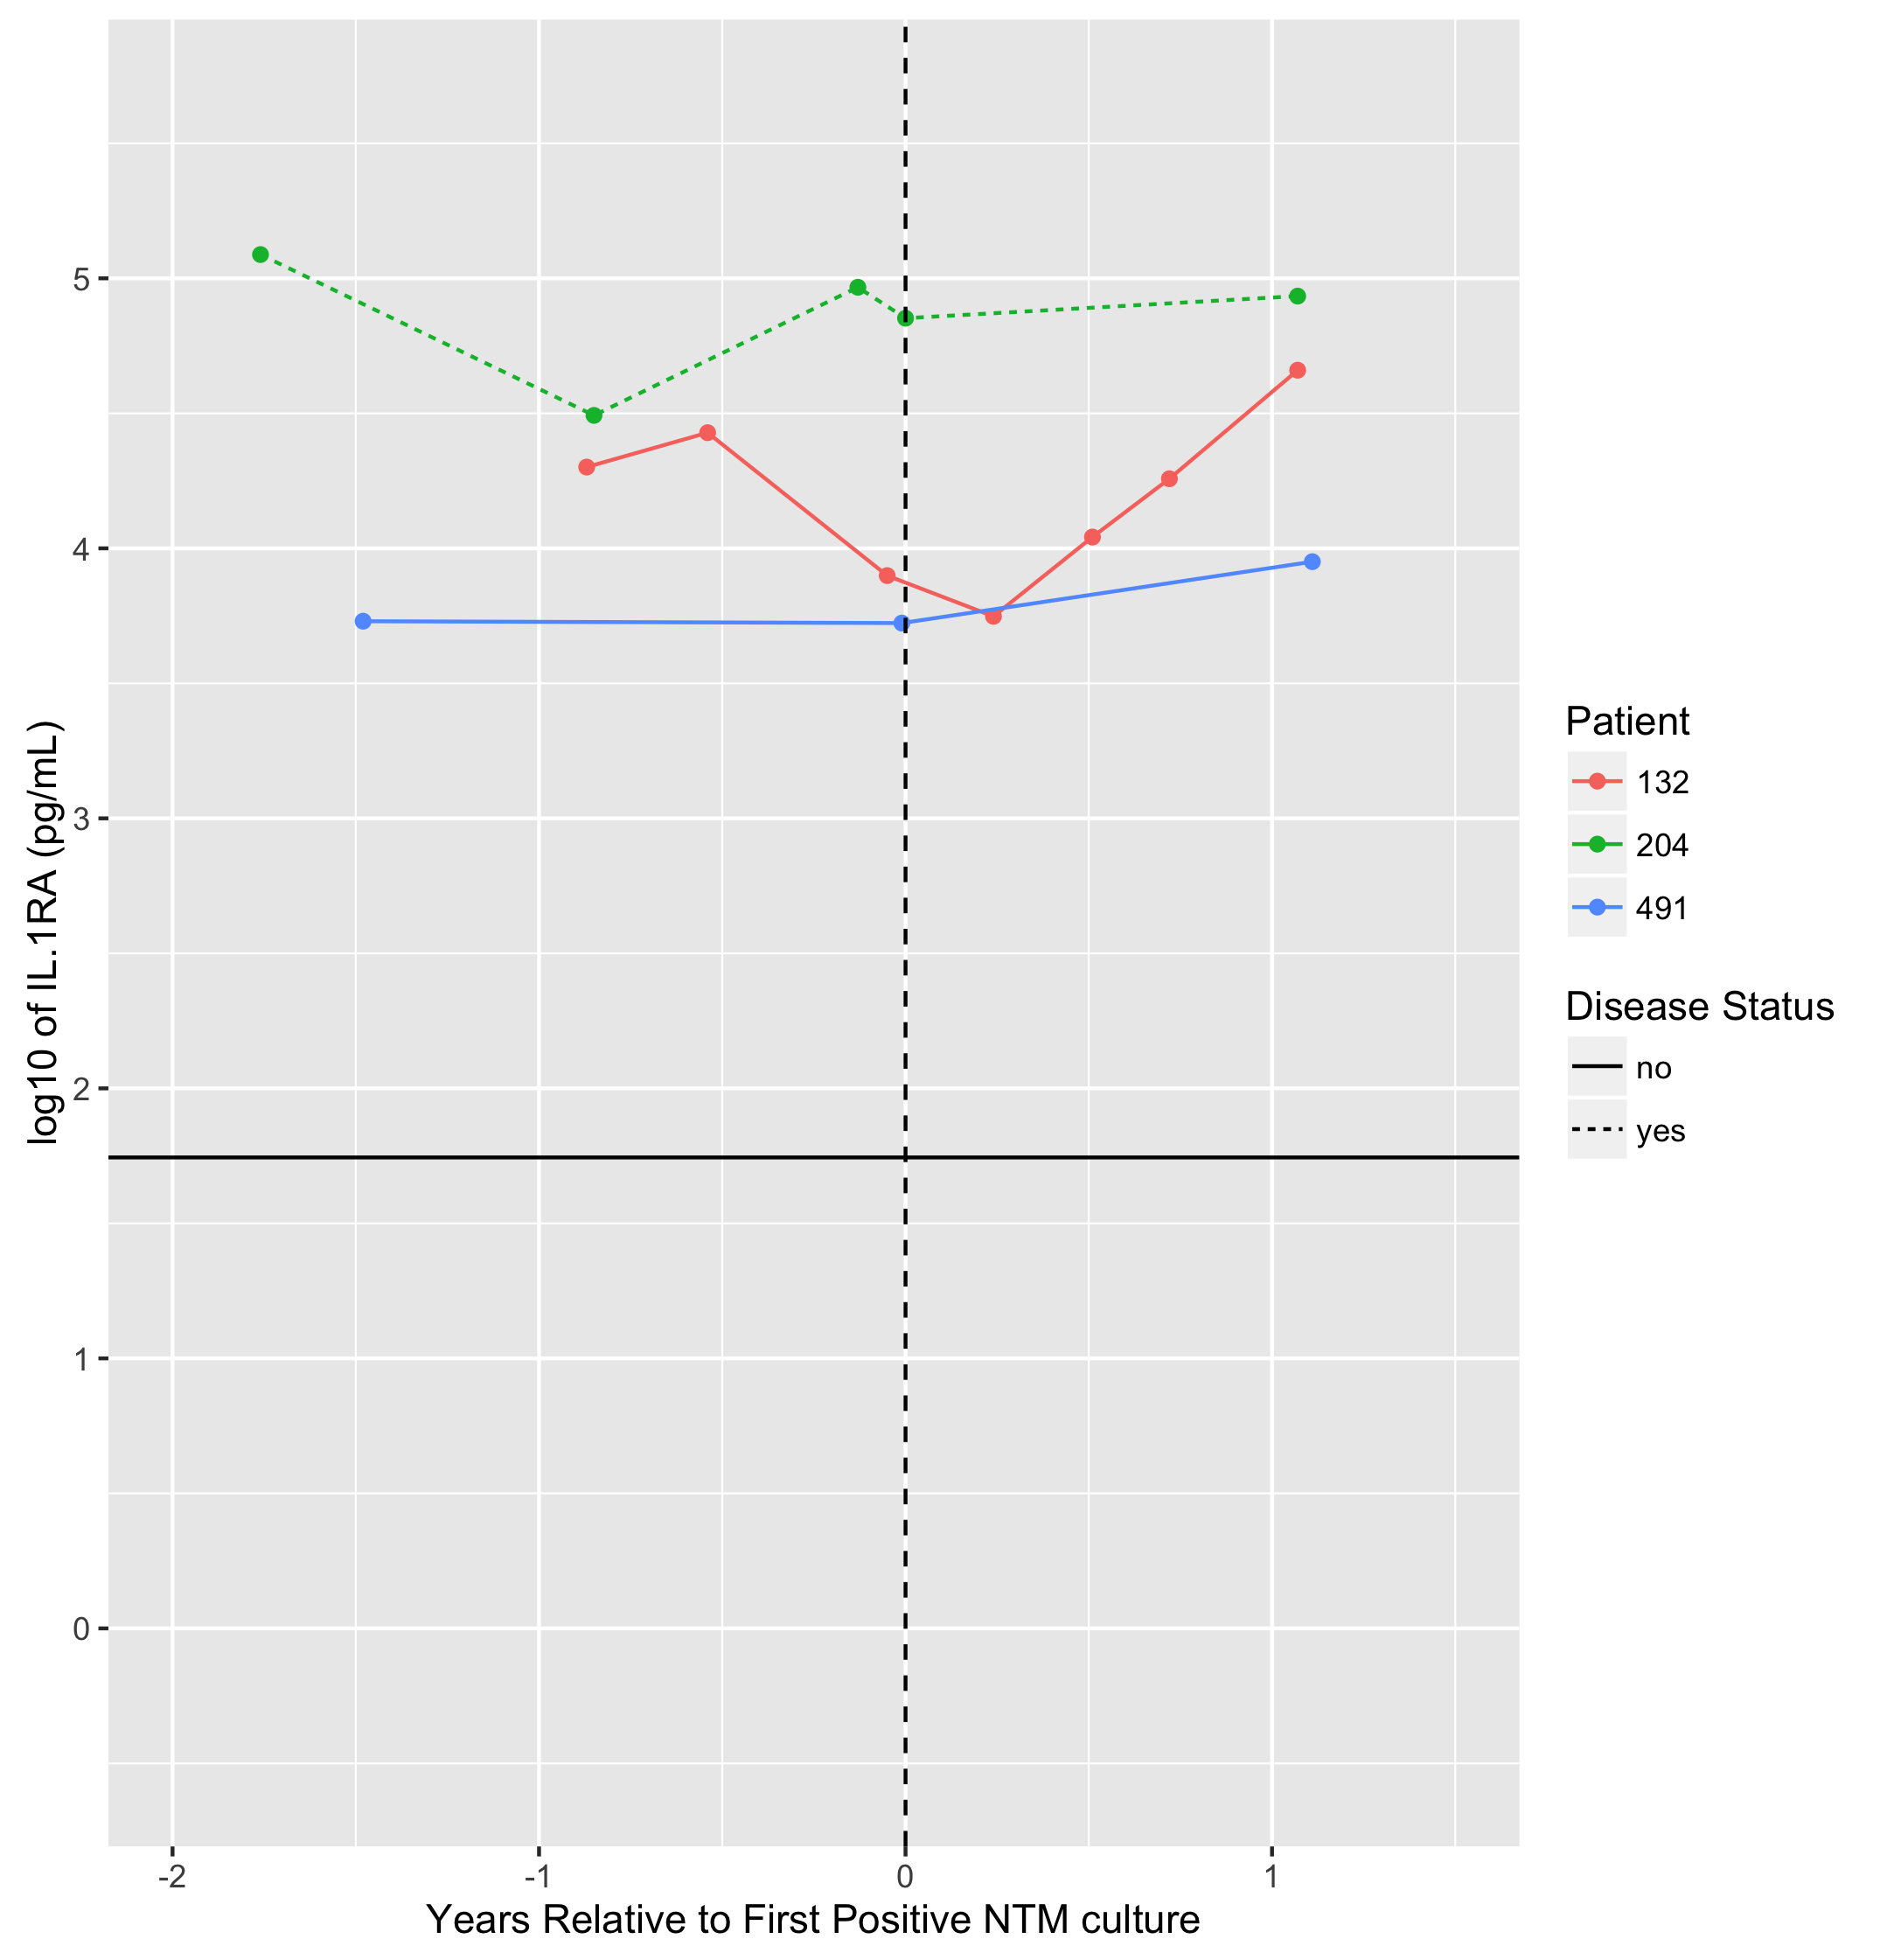 log10 of IL.1RA (pg/mL)
5
4
3
2
1
0
-2
-1
0
1
Years Relative to First Positive NTM culture
Patient
132
204
491
Disease Status
no
yes